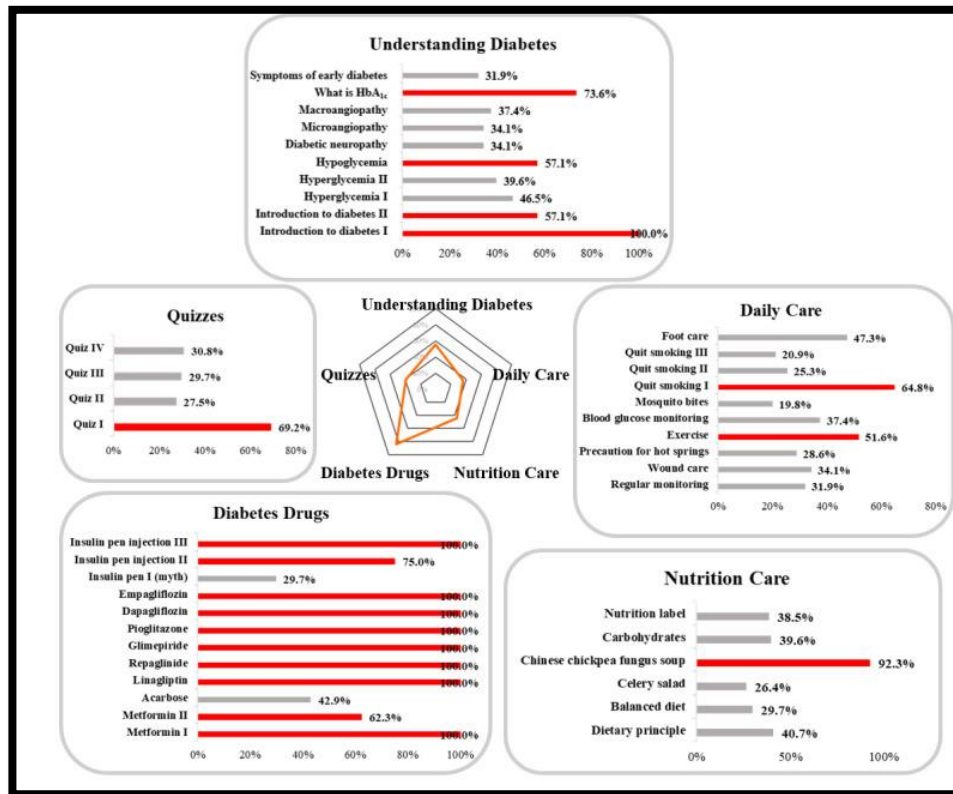 Understanding Diabetes
Symptoms of early diabetes 31.9%
What is HbA1c 73.6%
Macroangiopathy 37.4%
Microangiopathy 34.1%
Diabetic neuropathy 34.1%
Hypoglycemia 57.1%
Hyperglycemia II 39.6%
Hyperglycemia I 46.5%
Introduction to diabetes II 57.1%
Introduction to diabetes I 100.0%
0% 20% 40% 60% 80% 100%
Quizzes
Quiz IV 30.8%
Quiz III 29.7%
Quiz II 27.5%
Quiz I 69.2%
0% 20% 40% 60% 80%
Understanding Diabetes
Quizzes
Daily Care
Diabetes Drugs
Nutrition Care
Daily Care
Foot care 47.3%
Quit smoking III 20.9%
Quit smoking II 25.3%
Quit smoking I 64.8%
Mosquito bites 19.8%
Blood glucose monitoring 37.4%
Exercise 51.6%
Precaution for hot springs 28.6%
Wound care 34.1%
Regular monitoring 31.9%
0% 20% 40% 60% 80%
Diabetes Drugs
Insulin pen injection III 100.0%
Insulin pen injection II 75.0%
Insulin pen I (myth) 29.7%
Empagliflozin 100.0%
Dapagliflozin 100.0%
Pioglitazone 100.0%
Glimepiride 100.0%
Repaglinide 100.0%
Linagliptin 100.0%
Acarbose 42.9%
Metformin II 62.3%
Metformin I 100.0%
0% 20% 40% 60% 80% 100%
Nutrition Care
Nutrition label 38.5%
Carbohydrates 39.6%
Chinese chickpea fungus soup 92.3%
Celery salad 26.4%
Balanced diet 29.7%
Dietary principle 40.7%
0% 50% 100%